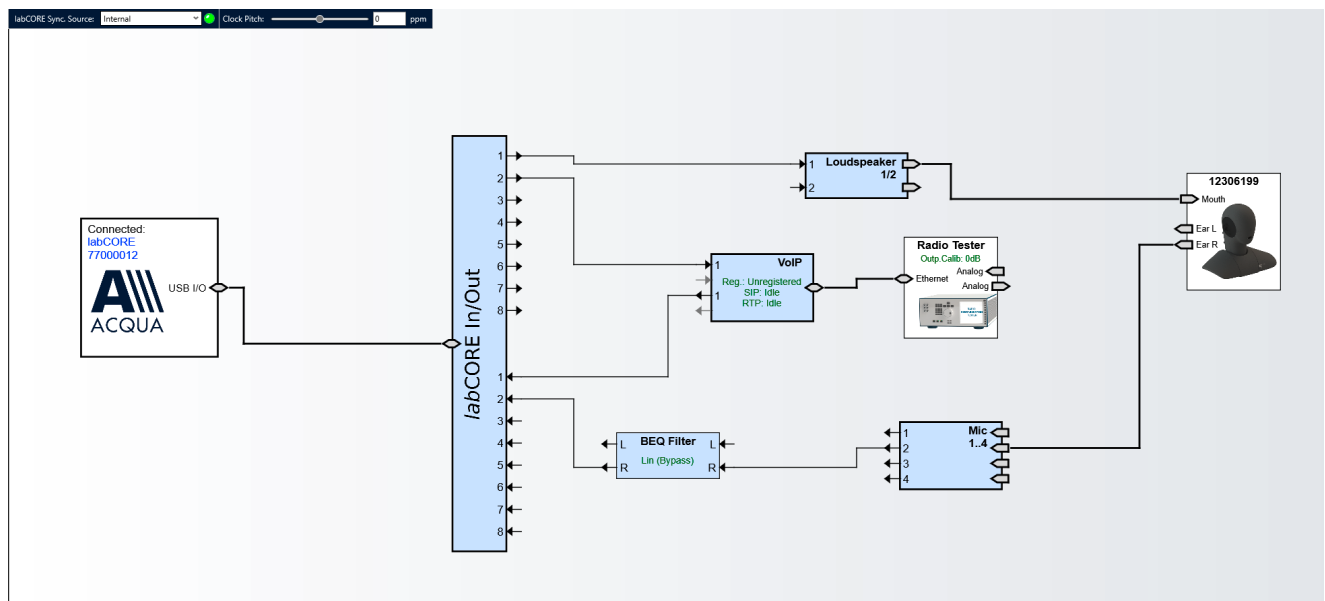 labCORE Sync. Source: Internal Clock Pitch: 0 ppm
Connected:
labCORE
77000012
USB I/O
ACQUA
labCORE In/Out
1
2
3
4
5
6
7
8
1
2
3
4
5
6
7
8
Loudspeaker
1/2
1
2
VoIP
1
Reg.: Unregistered
SIP: Idle
1
RTP: Idle
Radio Tester
Outp.Calib: 0dB
Ethernet
Analog
Analog
12306199
Mouth
Ear L
Ear R
BEQ Filter
L L
Lin (Bypass)
R R
Mic
1..4
1
2
3
4